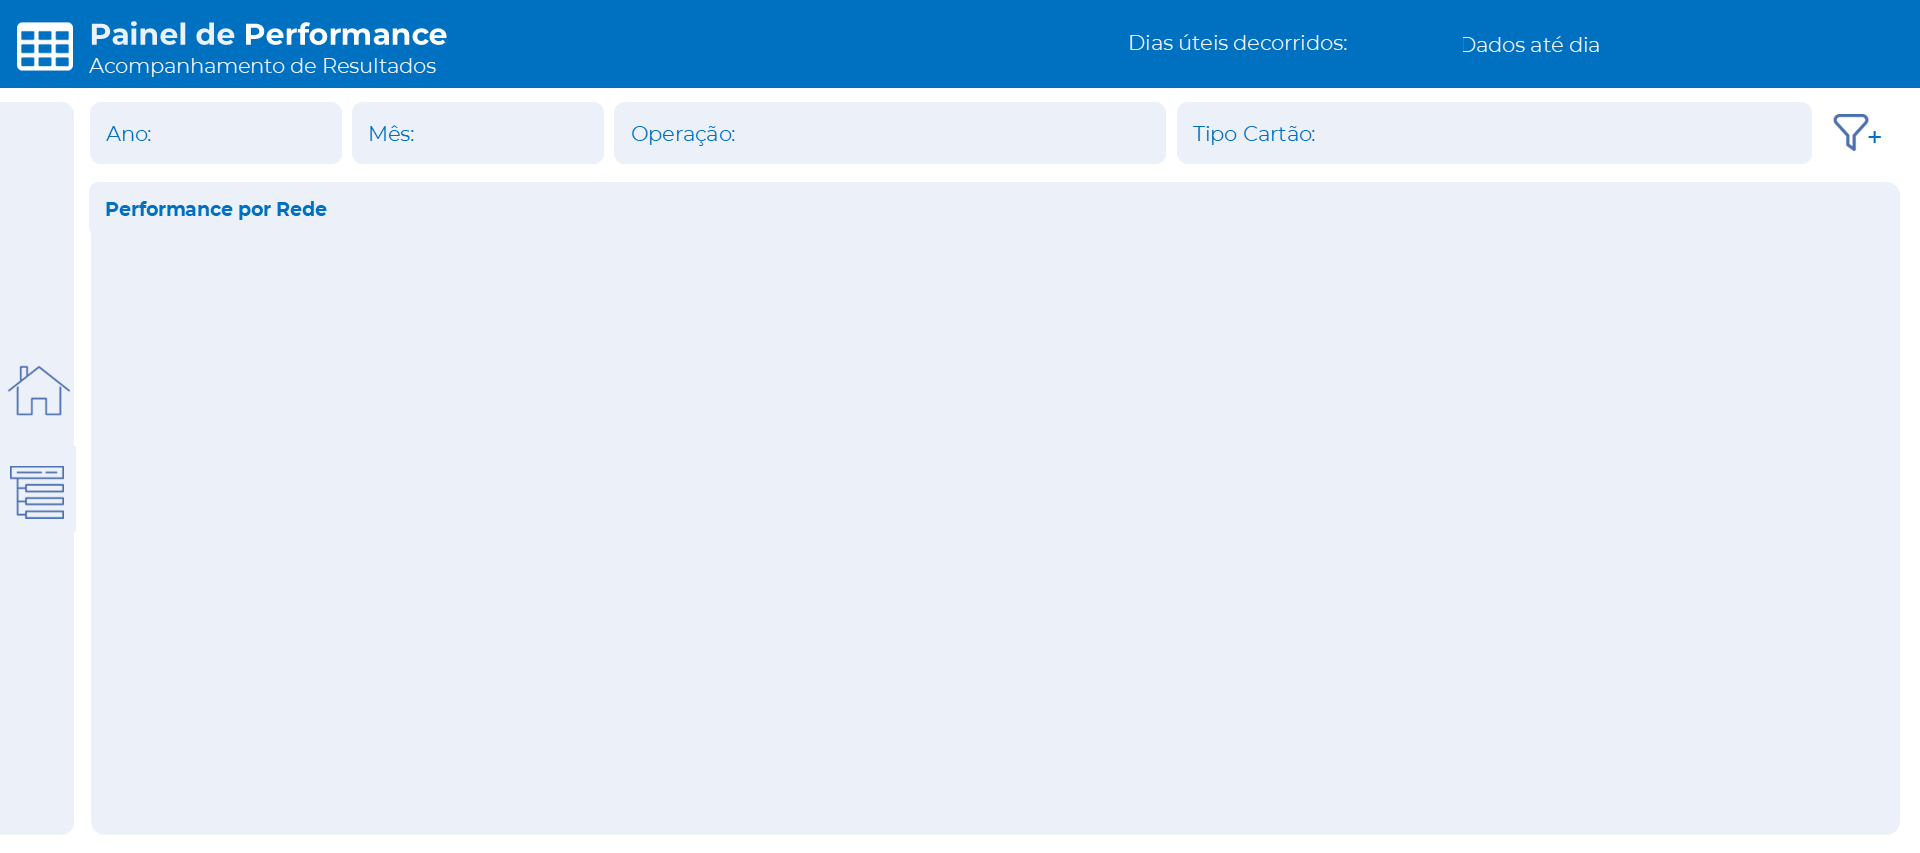 Painel de Performance
Acompanhamento de Resultados
Dias úteis decorridos:
Dados até dia
Ano:
Mês:
Operação:
Tipo Cartão:
+
Performance por Rede